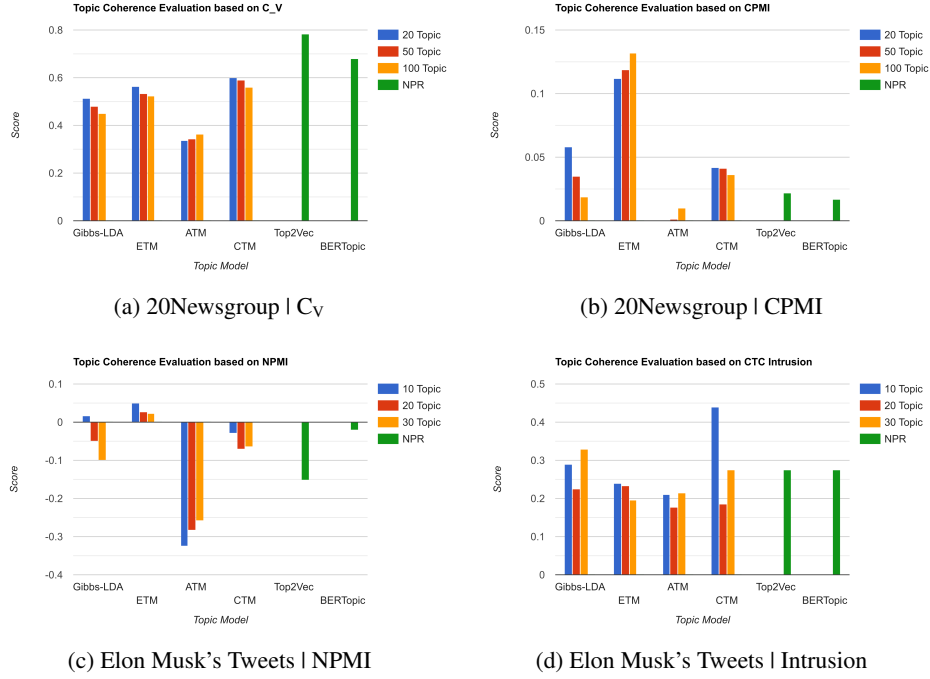 Topic Coherence Evaluation based on C_V
0.8
0.6
0.4
0.2
0
Score
Gibbs-LDA
ETM
ATM
CTM
Top2Vec
BERTopic
Topic Model
20 Topic
50 Topic
100 Topic
NPR
(a) 20Newsgroup | CV
Topic Coherence Evaluation based on CPMI
0.15
0.1
0.05
0
Score
Gibbs-LDA
ETM
ATM
CTM
Top2Vec
BERTopic
Topic Model
20 Topic
50 Topic
100 Topic
NPR
(b) 20Newsgroup | CPMI
Topic Coherence Evaluation based on NPMI
0.1
0
-0.1
-0.2
-0.3
-0.4
Score
Gibbs-LDA
ETM
ATM
CTM
Top2Vec
BERTopic
Topic Model
10 Topic
20 Topic
30 Topic
NPR
(c) Elon Musk's Tweets | NPMI
Topic Coherence Evaluation based on CTC Intrusion
0.5
0.4
0.3
0.2
0.1
0
Score
Gibbs-LDA
ETM
ATM
CTM
Top2Vec
BERTopic
Topic Model
10 Topic
20 Topic
30 Topic
NPR
(d) Elon Musk's Tweets | Intrusion